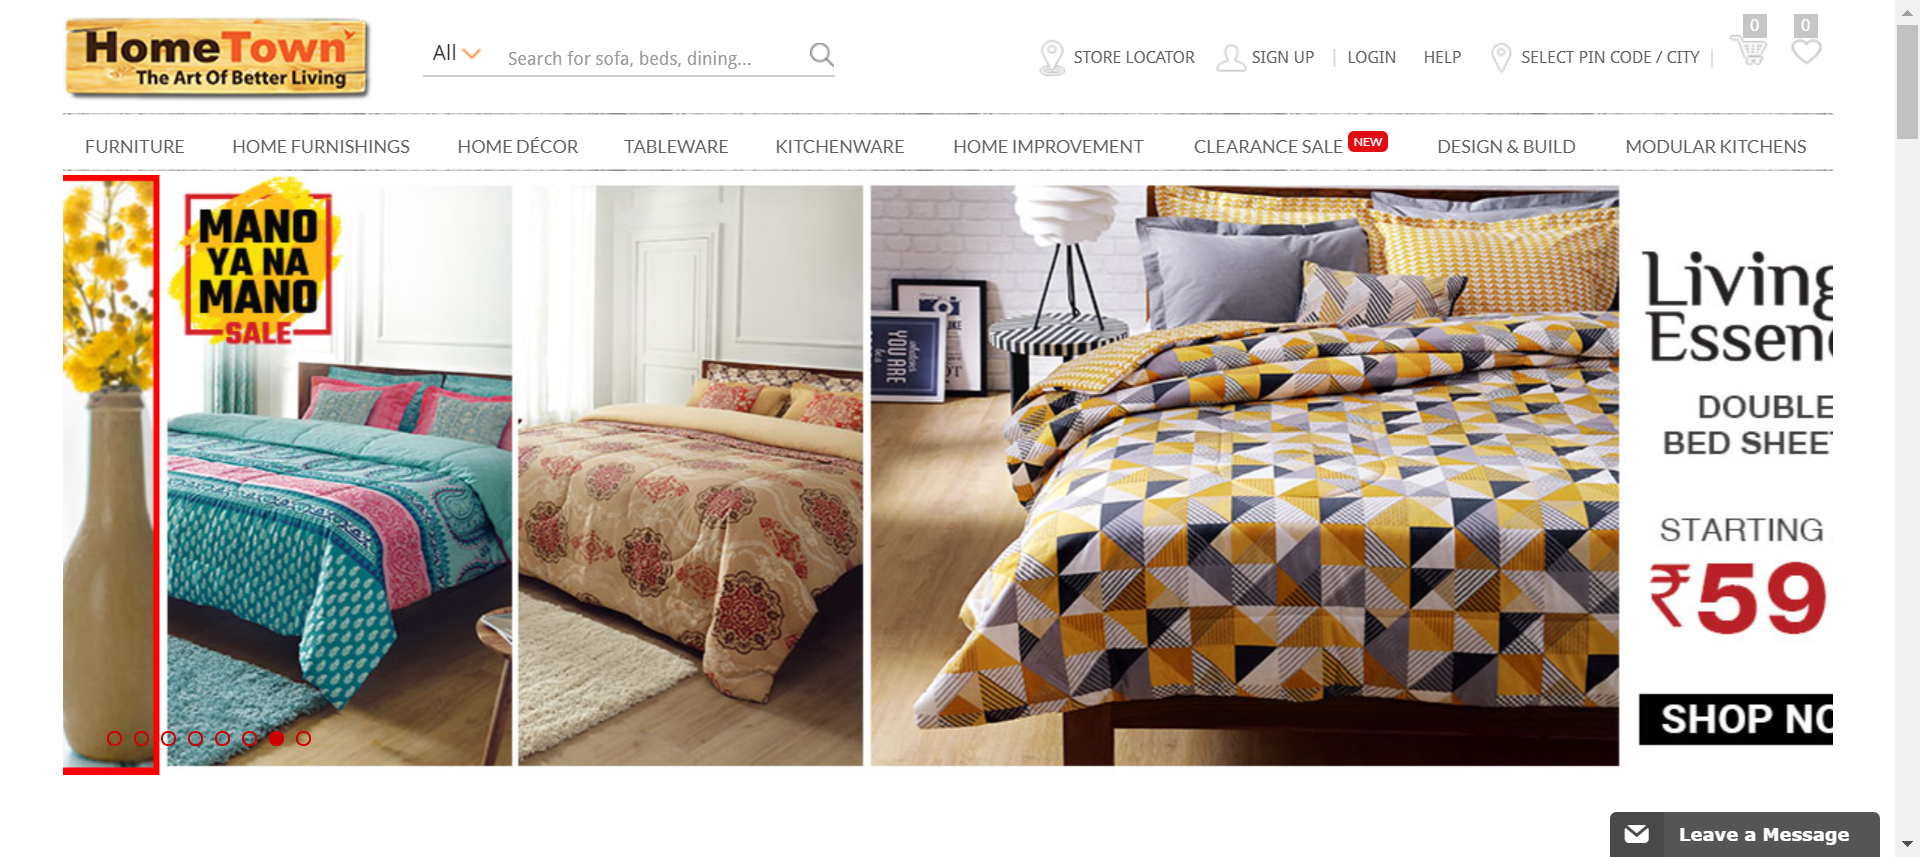 HomeTown
The Art Of Better Living
All
Search for sofa, beds, dining...
STORE LOCATOR
SIGN UP
LOGIN
HELP
SELECT PIN CODE / CITY
0
0
FURNITURE
HOME FURNISHINGS
HOME DÉCOR
TABLEWARE
KITCHENWARE
HOME IMPROVEMENT
CLEARANCE SALE NEW
DESIGN & BUILD
MODULAR KITCHENS
MANO
YA NA
MANO
SALE
YOU ARE
Living
Essen
DOUBLE
BED SHEE
STARTING
₹59
SHOP NO
Leave a Message